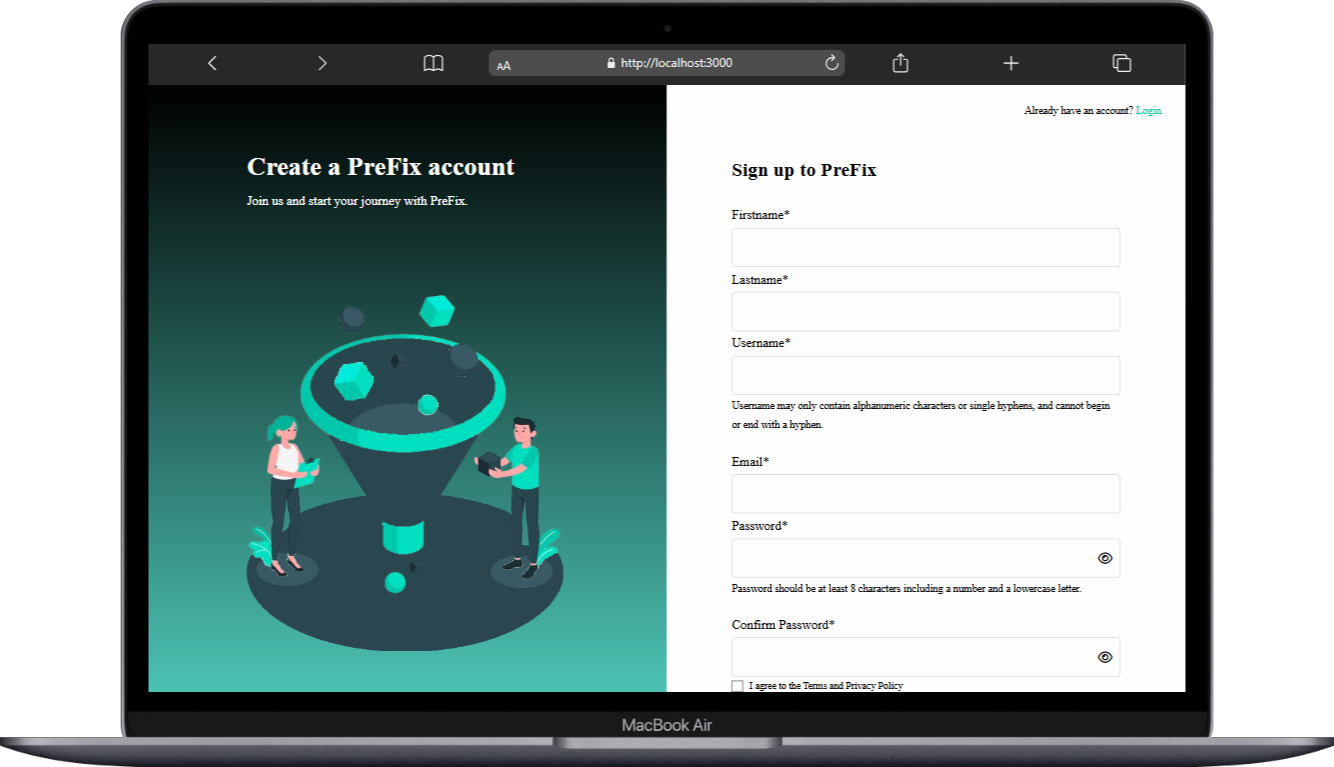 AA
http://localhost:3000
Already have an account? Login
Create a PreFix account
Join us and start your journey with PreFix.
Sign up to PreFix
Firstname*
Lastname*
Username*
Username may only contain alphanumeric characters or single hyphens, and cannot begin
or end with a hyphen.
Email*
Password*
Password should be at least 8 characters including a number and a lowercase letter.
Confirm Password*
I agree to the Terms and Privacy Policy
MacBook Air